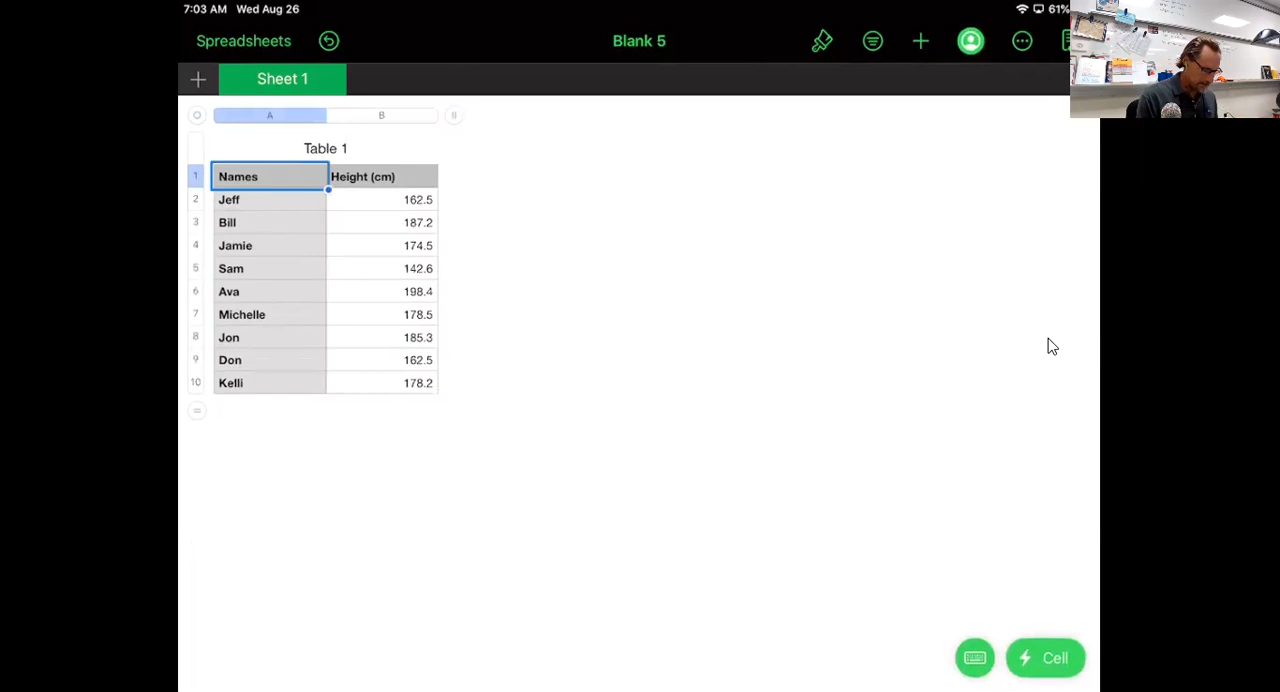 7:03 AM Wed Aug 26 61%
Spreadsheets Blank 5
Sheet 1
A B
Table 1
1 Names Height (cm)
2 Jeff 162.5
3 Bill 187.2
4 Jamie 174.5
5 Sam 142.6
6 Ava 198.4
7 Michelle 178.5
8 Jon 185.3
9 Don 162.5
10 Kelli 178.2
Cell